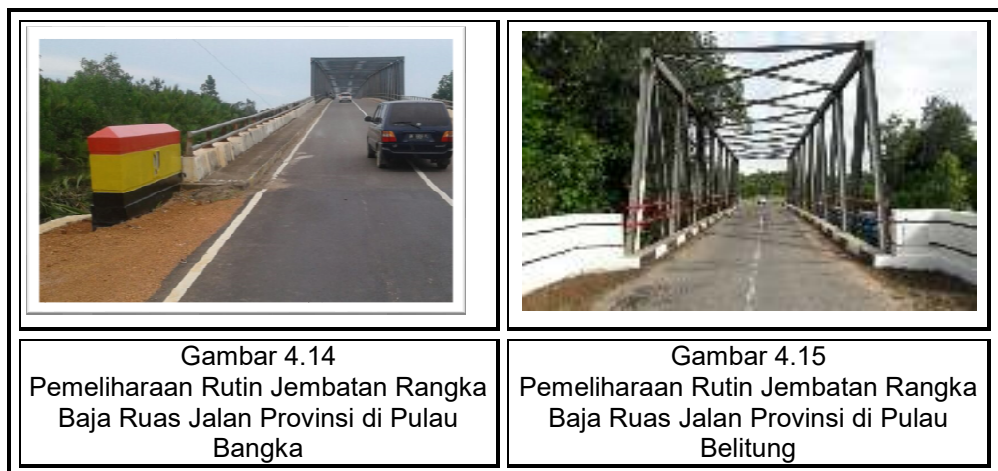 Gambar 4.14
Pemeliharaan Rutin Jembatan Rangka
Baja Ruas Jalan Provinsi di Pulau
Bangka
Gambar 4.15
Pemeliharaan Rutin Jembatan Rangka
Baja Ruas Jalan Provinsi di Pulau
Belitung